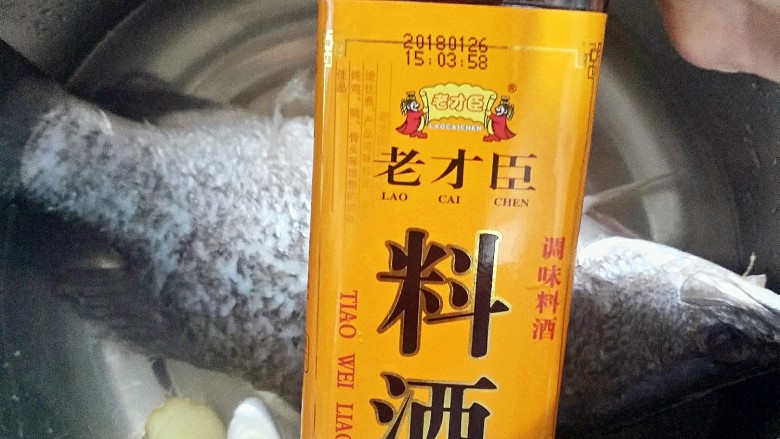 20180126
15:03:58
老才臣
LAOCAICHEN
®
老才臣
LAO CAI CHEN
料酒
调味料酒
TIAO WEI LIAO